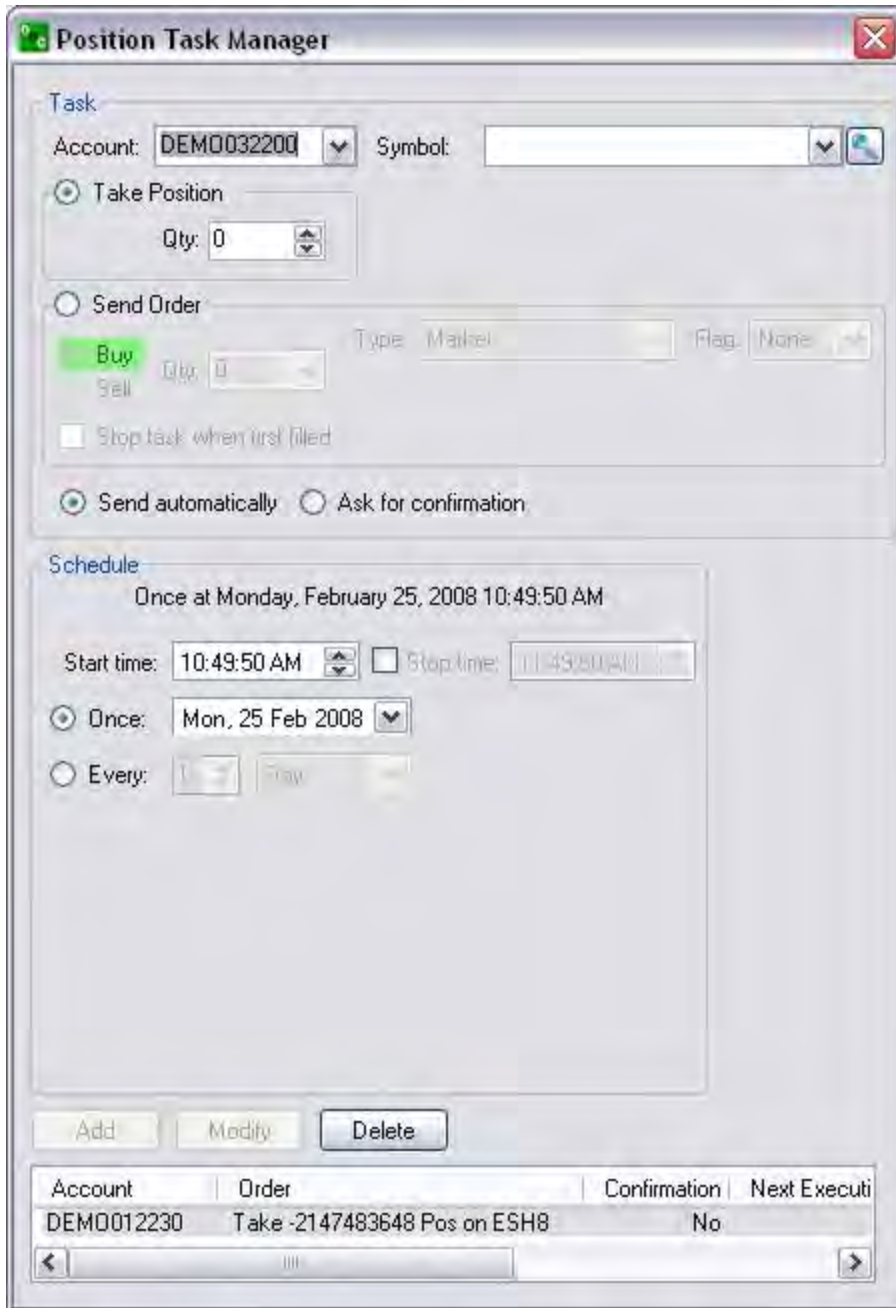 Position Task Manager
Task
Account: DEMO032200 Symbol:
Take Position
Qty: 0
Send Order
Buy Qty: 0 Type: Market Flag: None
Sell
Stop task when first filled
Send automatically Ask for confirmation
Schedule
Once at Monday, February 25, 2008 10:49:50 AM
Start time: 10:49:50 AM Stop time:
Once: Mon, 25 Feb 2008
Every: 1
Add Modify Delete
Account Order Confirmation Next Executi
DEMO012230 Take -2147483648 Pos on ESH8 No